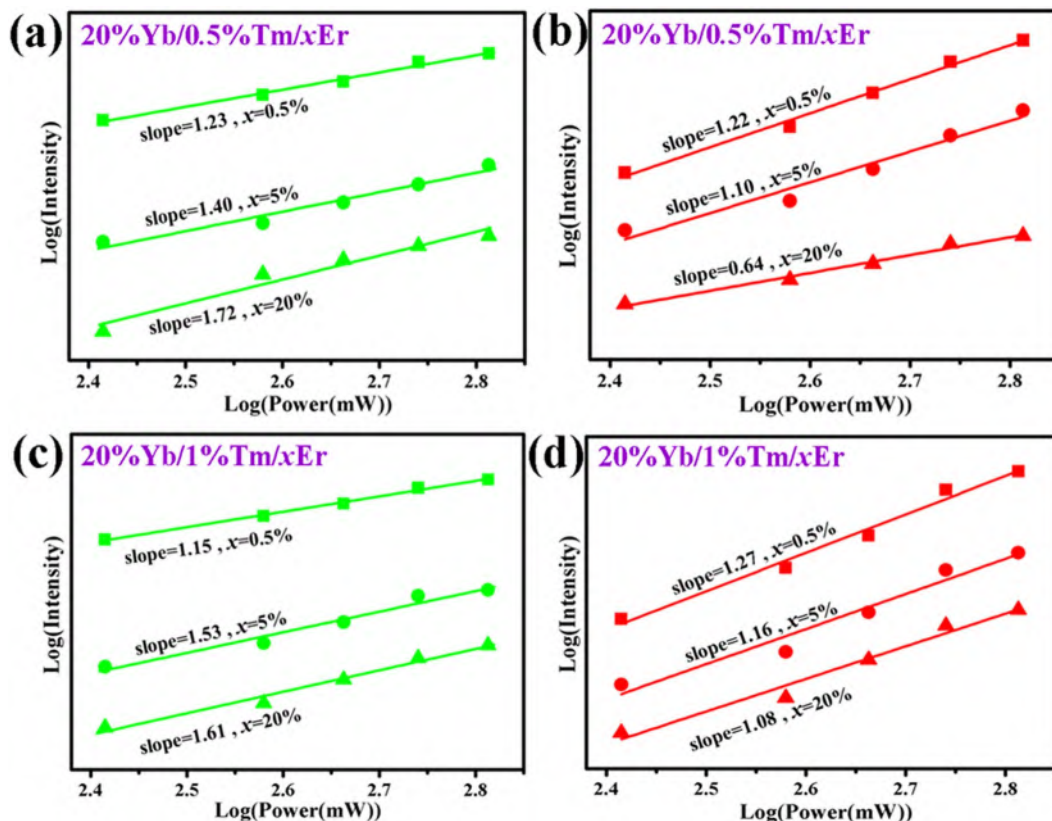 (a)
20%Yb/0.5%Tm/xEr
slope=1.23 , x=0.5%
slope=1.40 , x=5%
slope=1.72 , x=20%
Log(Intensity)
2.4 2.5 2.6 2.7 2.8
Log(Power(mW))
(b)
20%Yb/0.5%Tm/xEr
slope=1.22 , x=0.5%
slope=1.10 , x=5%
slope=0.64 , x=20%
Log(Intensity)
2.4 2.5 2.6 2.7 2.8
Log(Power(mW))
(c)
20%Yb/1%Tm/xEr
slope=1.15 , x=0.5%
slope=1.53 , x=5%
slope=1.61 , x=20%
Log(Intensity)
2.4 2.5 2.6 2.7 2.8
Log(Power(mW))
(d)
20%Yb/1%Tm/xEr
slope=1.27 , x=0.5%
slope=1.16 , x=5%
slope=1.08 , x=20%
Log(Intensity)
2.4 2.5 2.6 2.7 2.8
Log(Power(mW))